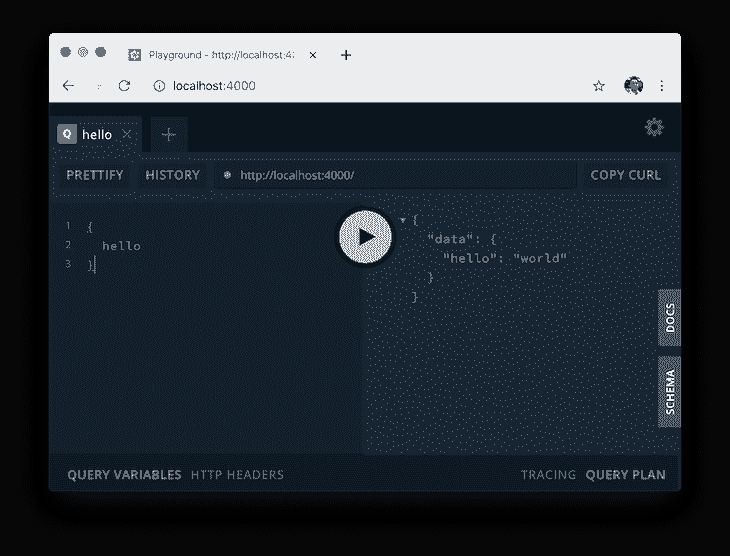 Playground - http://localhost:4:
localhost:4000
Q hello
PRETTIFY HISTORY http://localhost:4000/ COPY CURL
1 {
2 hello
3 }
{
"data": {
"hello": "world"
}
}
DOCS
SCHEMA
QUERY VARIABLES HTTP HEADERS TRACING QUERY PLAN